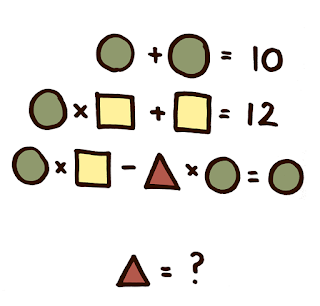 + = 10
× + = 12
× - × =
= ?